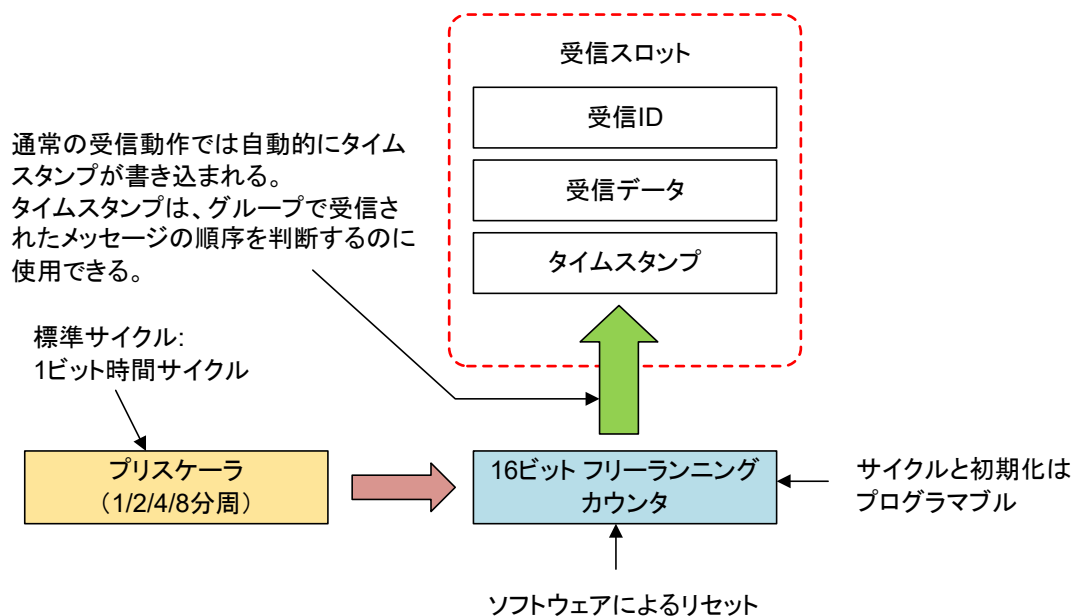 受信スロット
受信ID
受信データ
タイムスタンプ
通常の受信動作では自動的にタイム
スタンプが書き込まれる。
タイムスタンプは、グループで受信さ
れたメッセージの順序を判断するのに
使用できる。
標準サイクル:
1ビット時間サイクル
プリスケーラ
（1/2/4/8分周）
16ビット フリーランニング
カウンタ
サイクルと初期化は
プログラマブル
ソフトウェアによるリセット